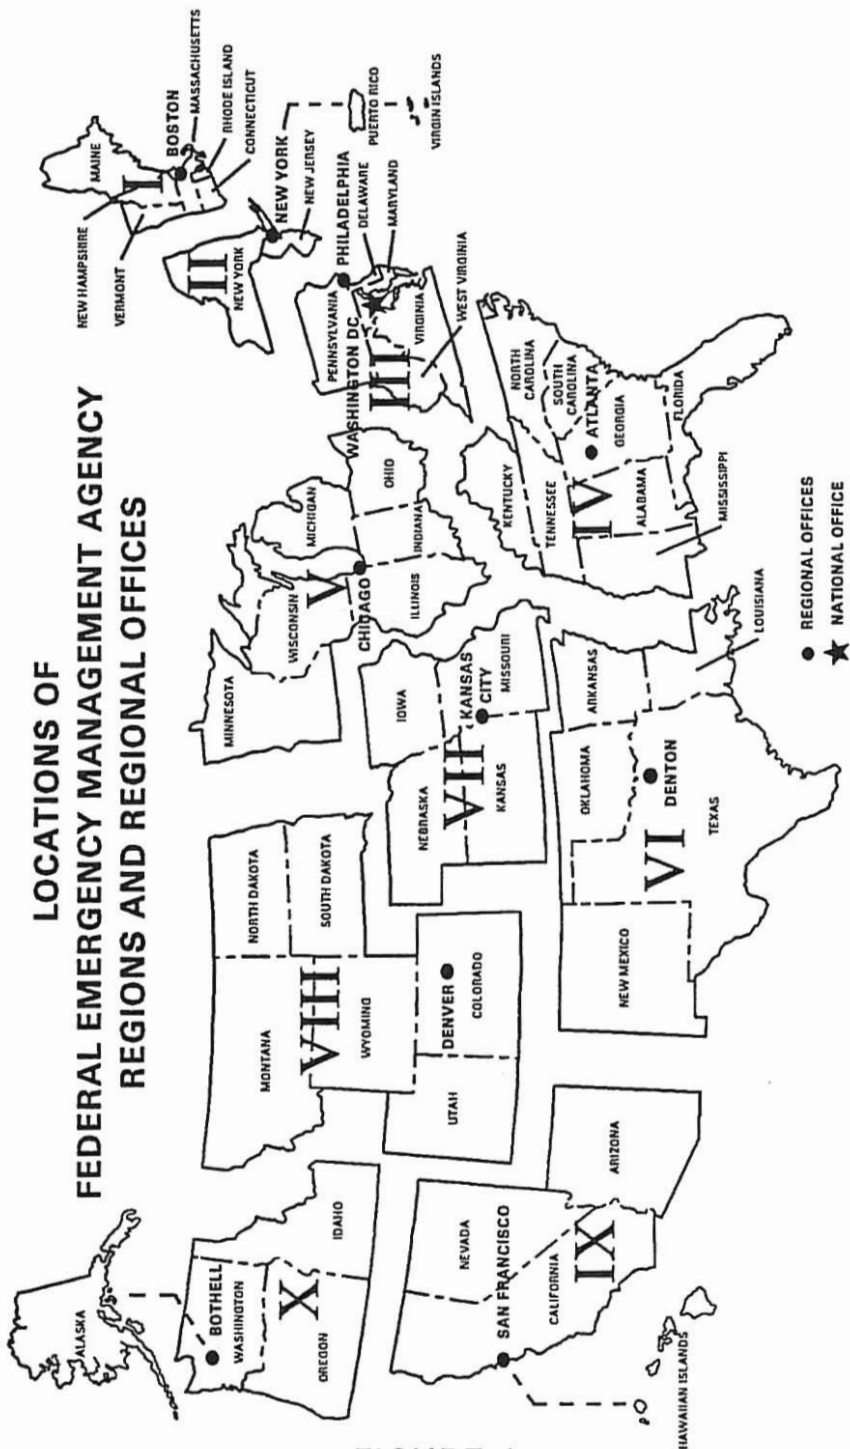 LOCATIONS OF
FEDERAL EMERGENCY MANAGEMENT AGENCY
REGIONS AND REGIONAL OFFICES
ALASKA
BOTHELL
WASHINGTON
X
OREGON
IDAHO
MONTANA
NORTH DAKOTA
SOUTH DAKOTA
VIII
WYOMING
UTAH
DENVER
COLORADO
NEVADA
SAN FRANCISCO
CALIFORNIA
IX
ARIZONA
HAWAIIAN ISLANDS
MINNESOTA
WISCONSIN
MICHIGAN
V
CHICAGO
ILLINOIS
INDIANA
OHIO
IOWA
NEBRASKA
VII
KANSAS
CITY
KANSAS
MISSOURI
NEW MEXICO
OKLAHOMA
ARKANSAS
VI
DENTON
TEXAS
LOUISIANA
KENTUCKY
TENNESSEE
NORTH
CAROLINA
SOUTH
CAROLINA
IV
ATLANTA
ALABAMA
GEORGIA
FLORIDA
MISSISSIPPI
NEW HAMPSHIRE
VERMONT
MAINE
I
BOSTON
MASSACHUSETTS
RHODE ISLAND
CONNECTICUT
II
NEW YORK
NEW YORK
NEW JERSEY
PUERTO RICO
VIRGIN ISLANDS
PENNSYLVANIA
PHILADELPHIA
WASHINGTON DC
DELAWARE
MARYLAND
III
VIRGINIA
WEST VIRGINIA
REGIONAL OFFICES
NATIONAL OFFICE